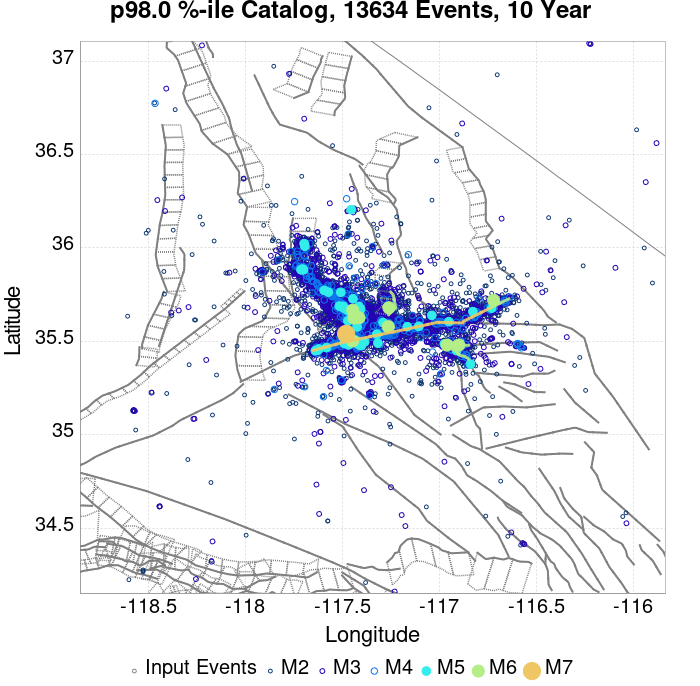 p98.0 %-ile Catalog, 13634 Events, 10 Year
37
36.5
36
35.5
35
34.5
Latitude
-118.5 -118 -117.5 -117 -116.5 -116
Longitude
Input Events M2 M3 M4 M5 M6 M7